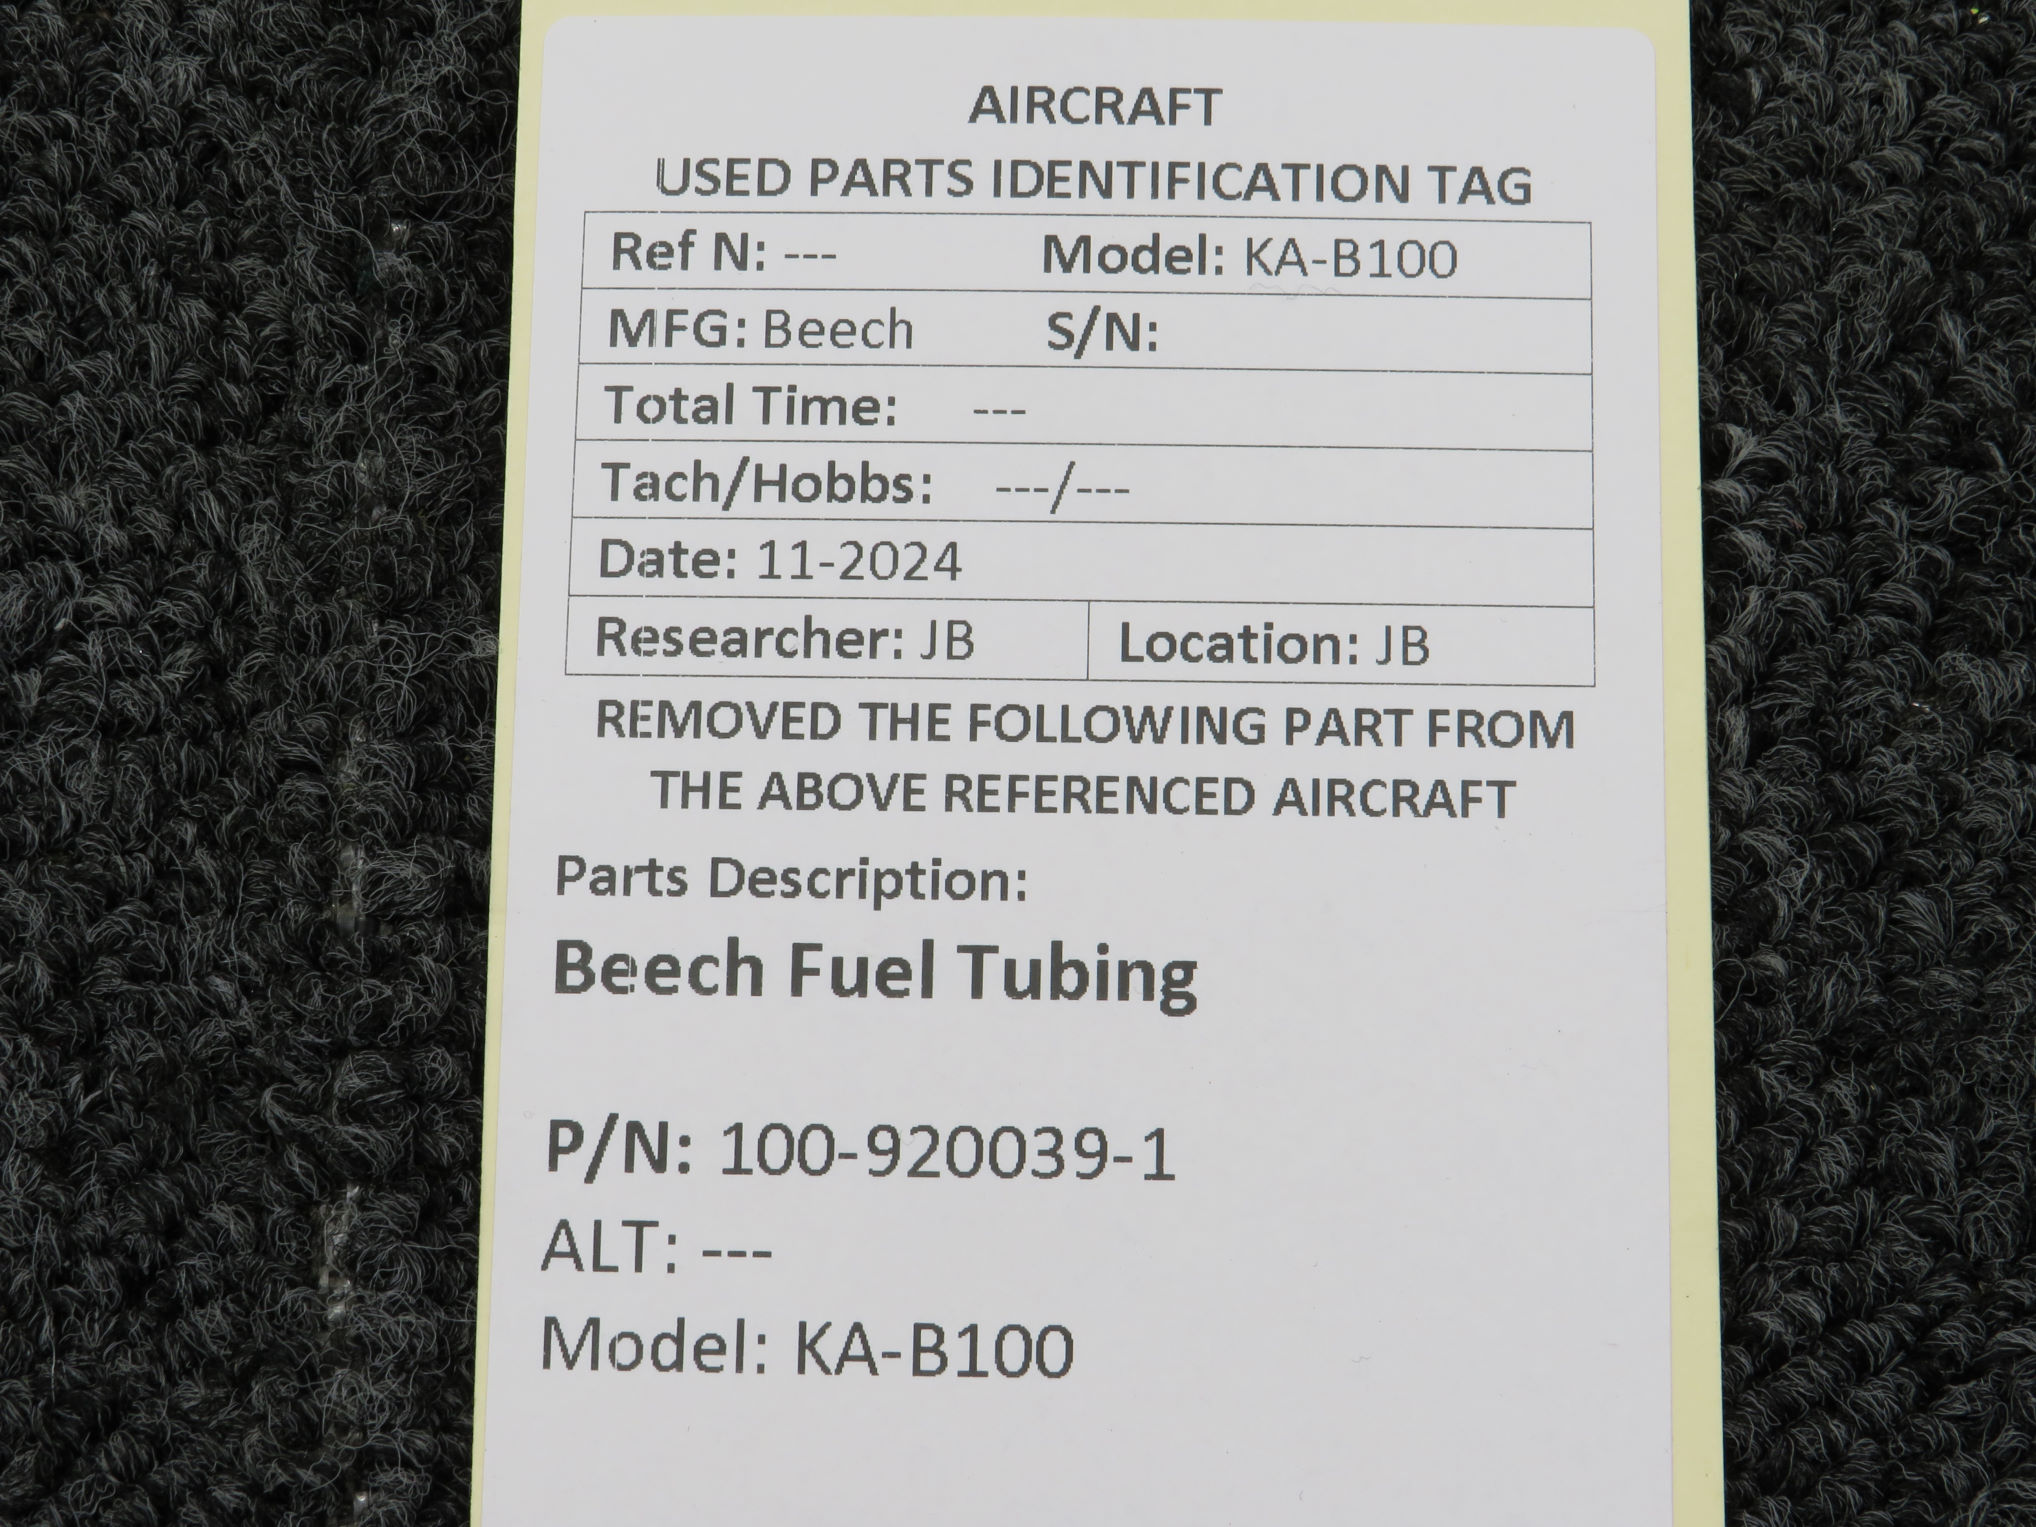 AIRCRAFT
USED PARTS IDENTIFICATION TAG
Ref N: --- Model: KA-B100
MFG: Beech S/N:
Total Time: ---
Tach/Hobbs: ---/---
Date: 11-2024
Researcher: JB Location: JB
REMOVED THE FOLLOWING PART FROM
THE ABOVE REFERENCED AIRCRAFT
Parts Description:
Beech Fuel Tubing
P/N: 100-920039-1
ALT: ---
Model: KA-B100